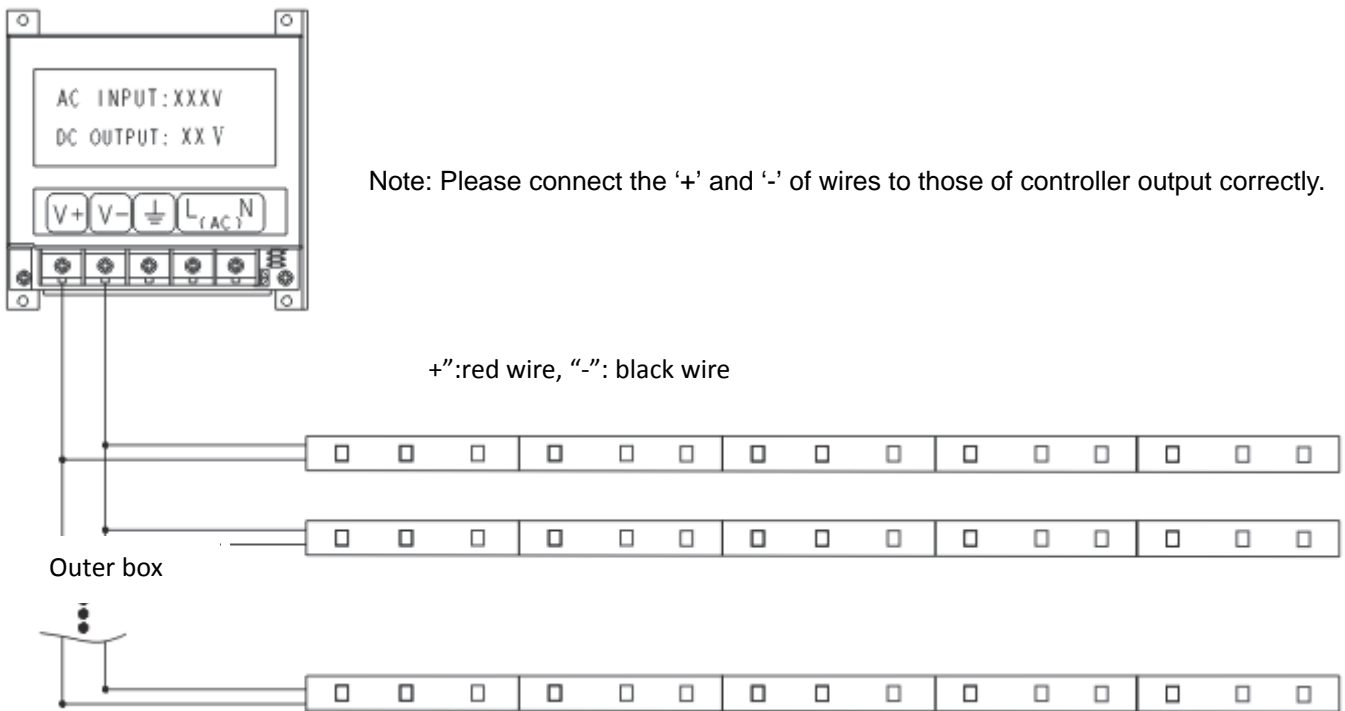 AC INPUT:XXXV
DC OUTPUT: XX V
Note: Please connect the ‘+’ and ‘-’ of wires to those of controller output correctly.
V+ V- L(AC)N
+”:red wire, “-”: black wire
Outer box